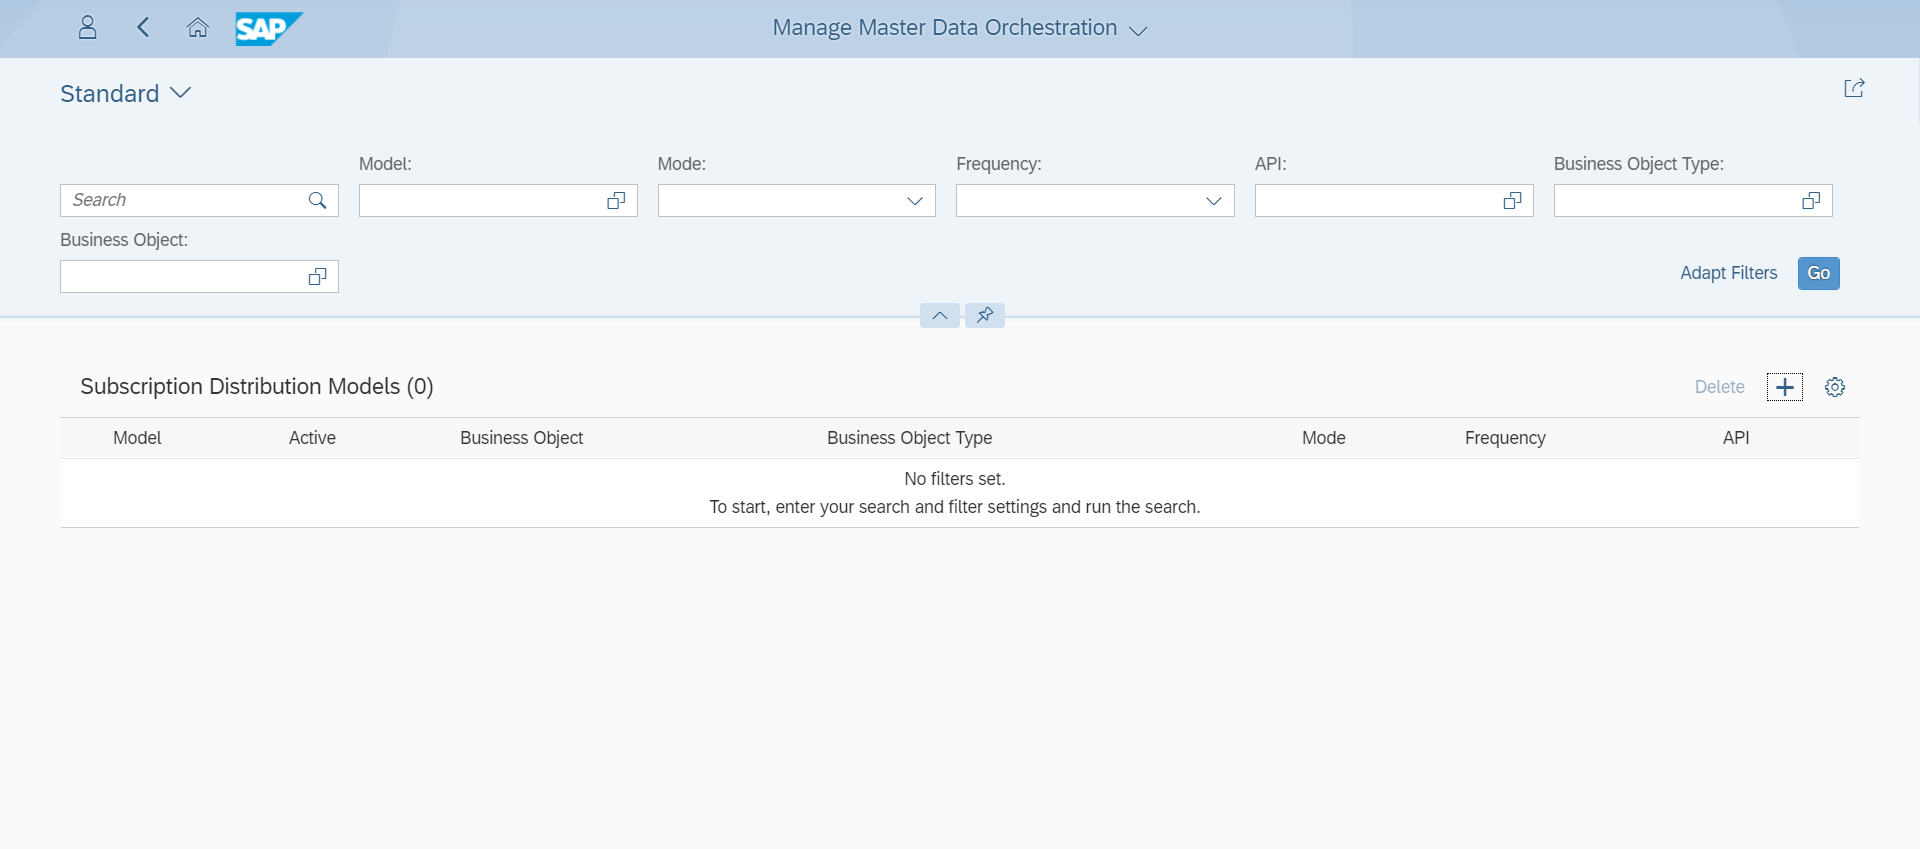 SAP
Manage Master Data Orchestration
Standard
Search
Model:
Mode:
Frequency:
API:
Business Object Type:
Business Object:
Adapt Filters
Go
Subscription Distribution Models (0)
Delete
Model Active Business Object Business Object Type Mode Frequency API
No filters set.
To start, enter your search and filter settings and run the search.